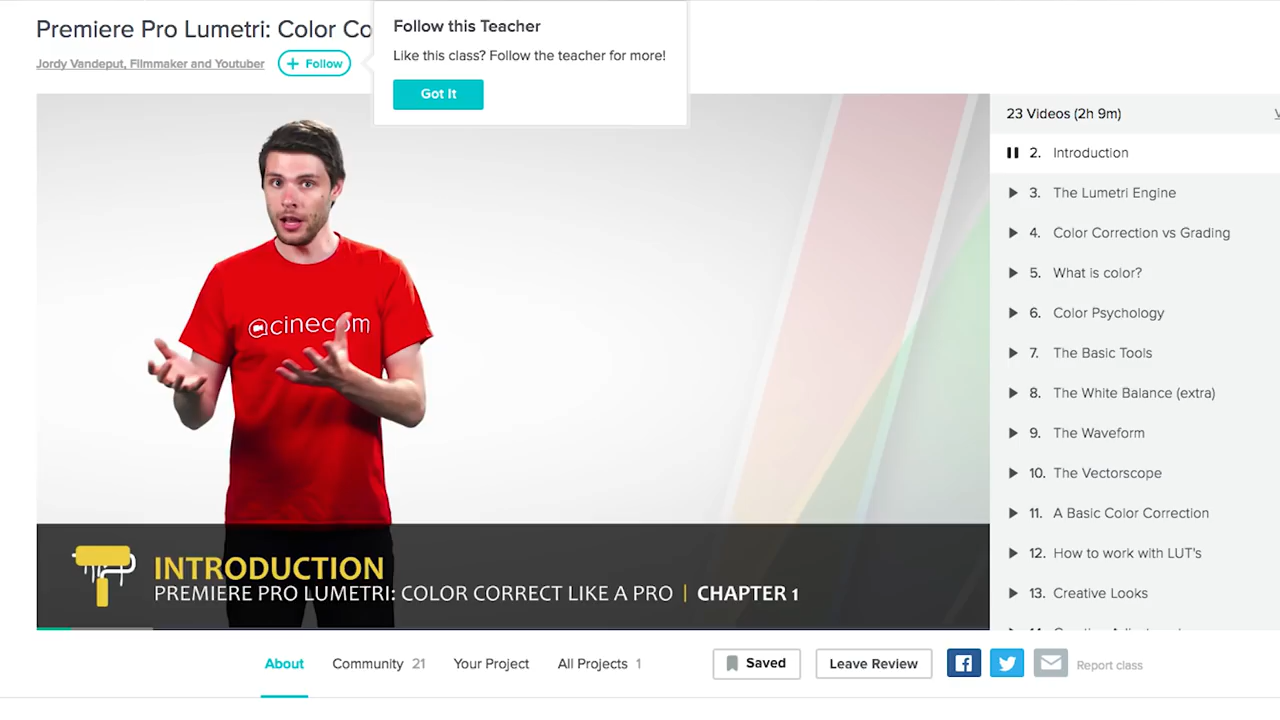 Premiere Pro Lumetri: Color Co
Follow this Teacher
Like this class? Follow the teacher for more!
Got It
Jordy Vandeput, Filmmaker and Youtuber
+ Follow
@cinecom
INTRODUCTION
PREMIERE PRO LUMETRI: COLOR CORRECT LIKE A PRO | CHAPTER 1
23 Videos (2h 9m)
2. Introduction
3. The Lumetri Engine
4. Color Correction vs Grading
5. What is color?
6. Color Psychology
7. The Basic Tools
8. The White Balance (extra)
9. The Waveform
10. The Vectorscope
11. A Basic Color Correction
12. How to work with LUT's
13. Creative Looks
About
Community 21
Your Project
All Projects 1
Saved
Leave Review
Report class